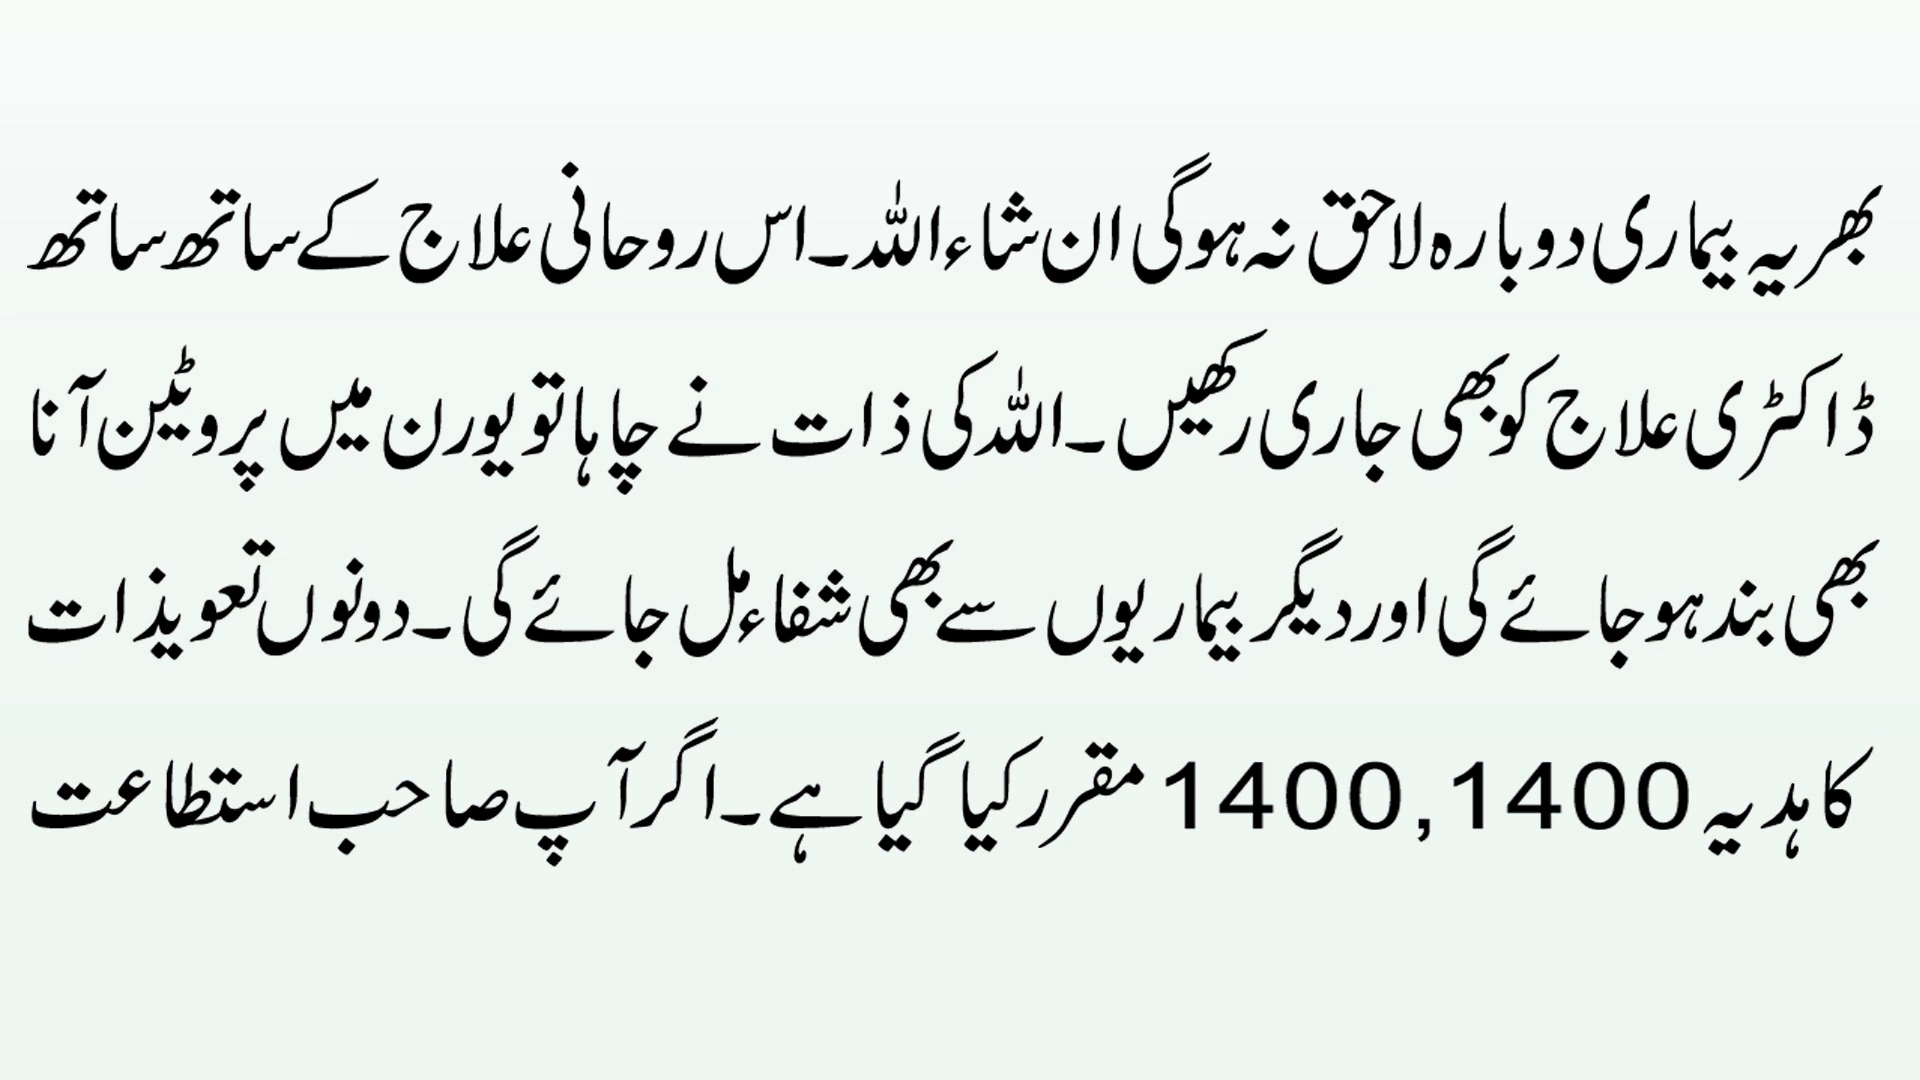 پھر یہ بیماری دوبارہ لاحق نہ ہوگی ان شاء اللہ۔ اس روحانی علاج کے ساتھ ساتھ
ڈاکٹری علاج کو بھی جاری رکھیں۔ اللہ کی ذات نے چاہا تو یورن میں پروٹین آنا
بھی بند ہو جائے گی اور دیگر بیماریوں سے بھی شفاء مل جائے گی۔ دونوں تعویذات
کا ہدیہ 1400,1400 مقرر کیا گیا ہے۔ اگر آپ صاحب استطاعت